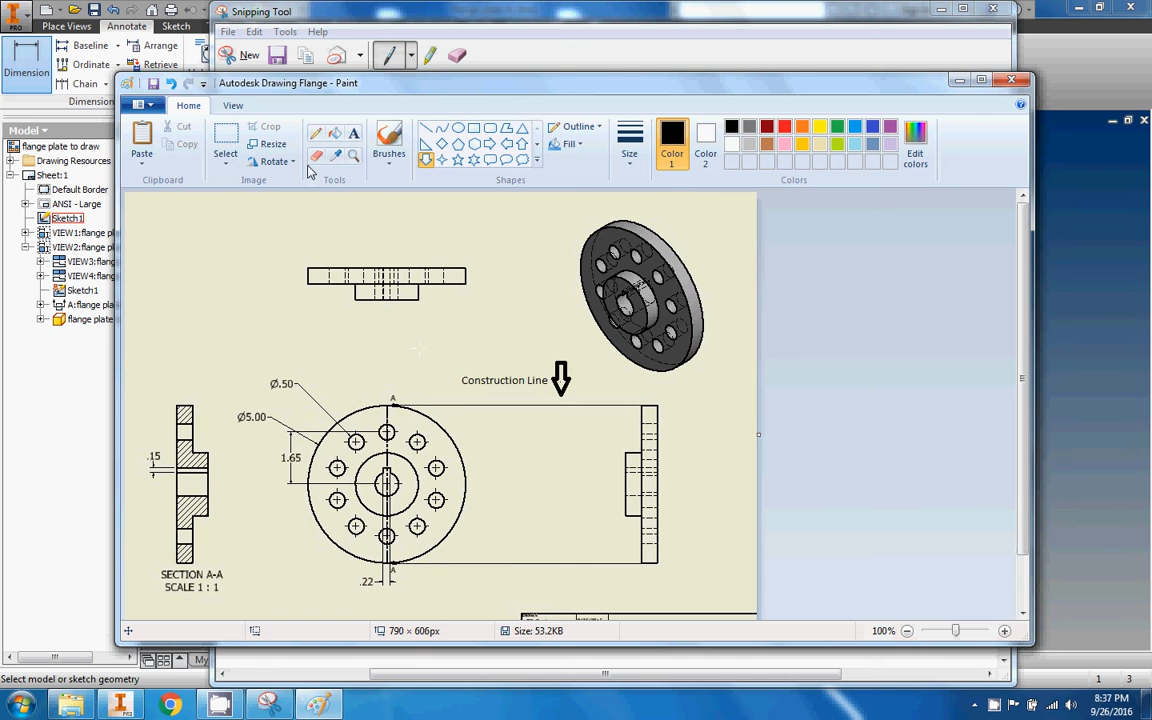 PRO
Place Views
Annotate
Sketch
Dimension
Baseline
Arrange
Ordinate
Retrieve
Chain
Model
flange plate to draw
Drawing Resources
Sheet:1
Default Border
ANSI - Large
Sketch1
VIEW1:flange pl
VIEW2:flange pl
VIEW3:flang
VIEW4:flang
Sketch1
A:flange pla
flange plate
My
Select model or sketch geometry
1 3
Snipping Tool
File Edit Tools Help
New
Autodesk Drawing Flange - Paint
Home View
Paste
Cut
Copy
Clipboard
Select
Crop
Resize
Rotate
Image
A
Tools
Brushes
Outline
Fill
Shapes
Size
Color 1
Color 2
Edit colors
Colors
Construction Line
Ø.50
Ø5.00
A
.15
1.65
A
.22
SECTION A-A
SCALE 1 : 1
790 × 606px
Size: 53.2KB
100%
8:37 PM
9/26/2016